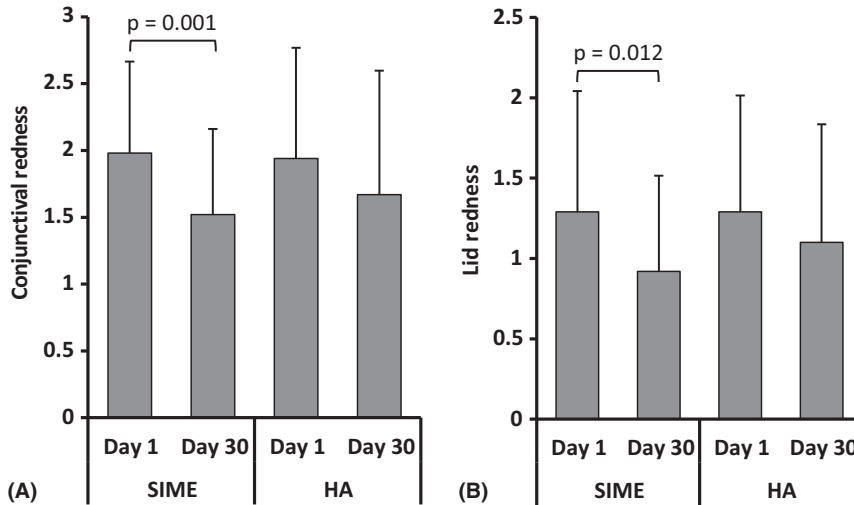 3
2.5
2
1.5
1
0.5
0
Conjunctival redness
p = 0.001
Day 1 Day 30 Day 1 Day 30
SIME HA
(A)
2.5
2
1.5
1
0.5
0
Lid redness
p = 0.012
Day 1 Day 30 Day 1 Day 30
SIME HA
(B)